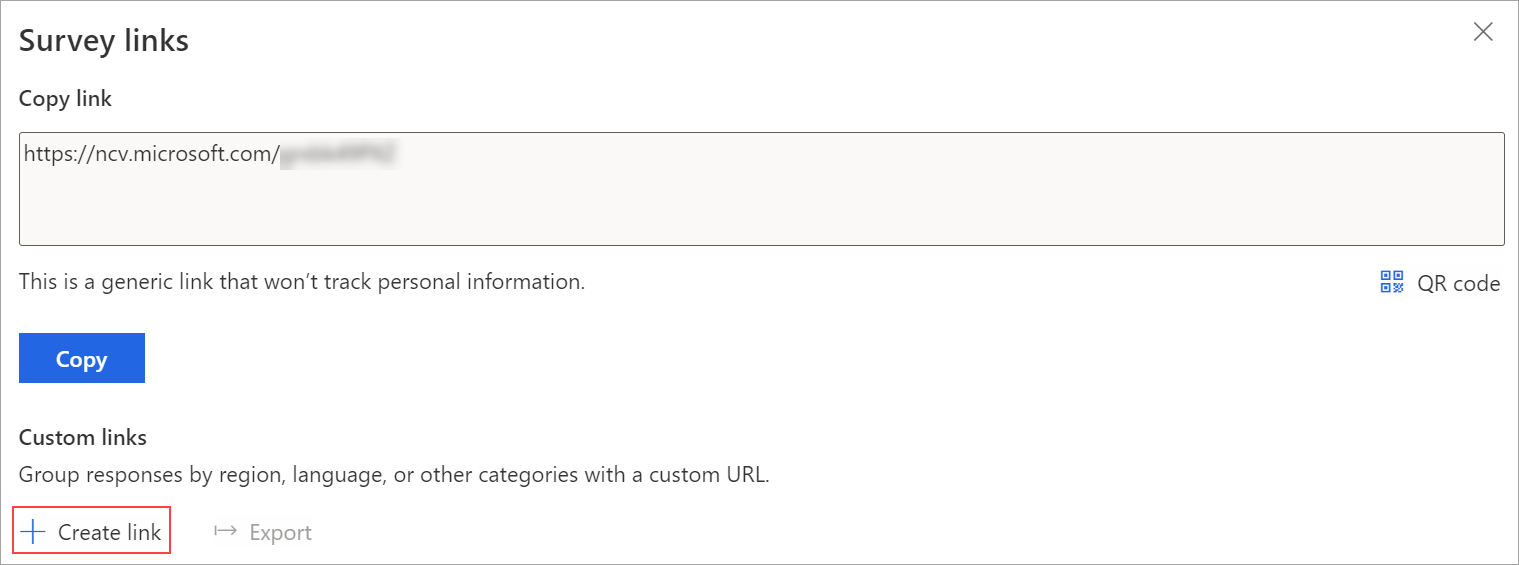 Survey links
Copy link
https://ncv.microsoft.com/
This is a generic link that won’t track personal information.
QR code
Copy
Custom links
Group responses by region, language, or other categories with a custom URL.
Create link
Export